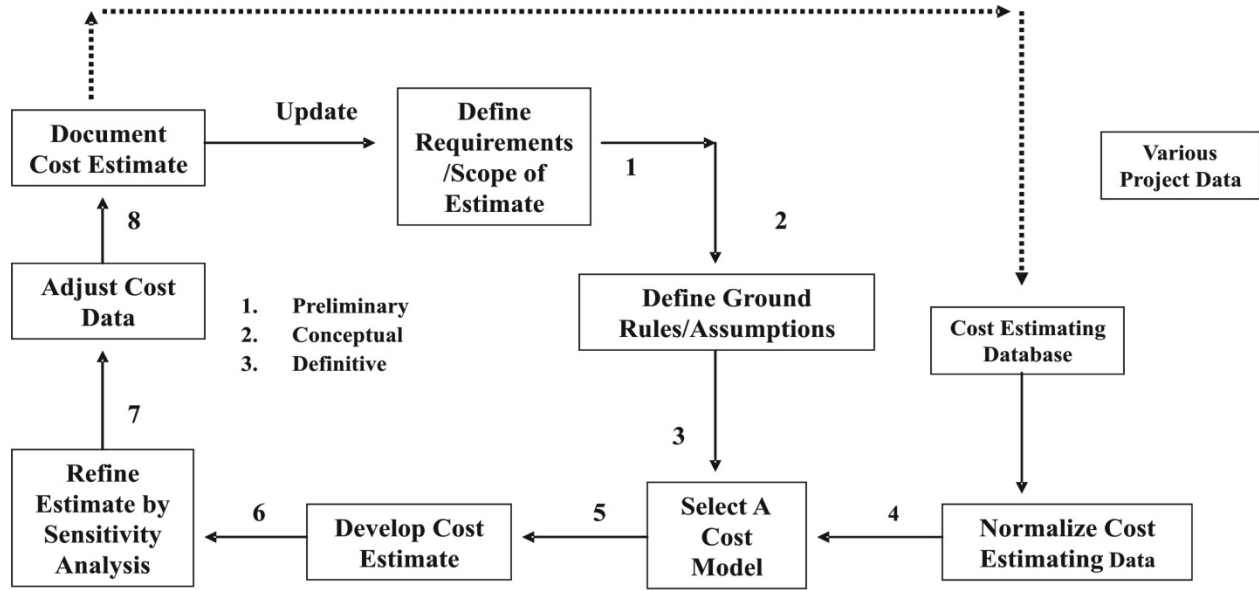 Document
Cost Estimate
Update
Define
Requirements
/Scope of
Estimate
1
Various
Project Data
2
8
Adjust Cost
Data
1. Preliminary
2. Conceptual
3. Definitive
Define Ground
Rules/Assumptions
Cost Estimating
Database
7
3
Refine
Estimate by
Sensitivity
Analysis
6
Develop Cost
Estimate
5
Select A
Cost
Model
4
Normalize Cost
Estimating Data